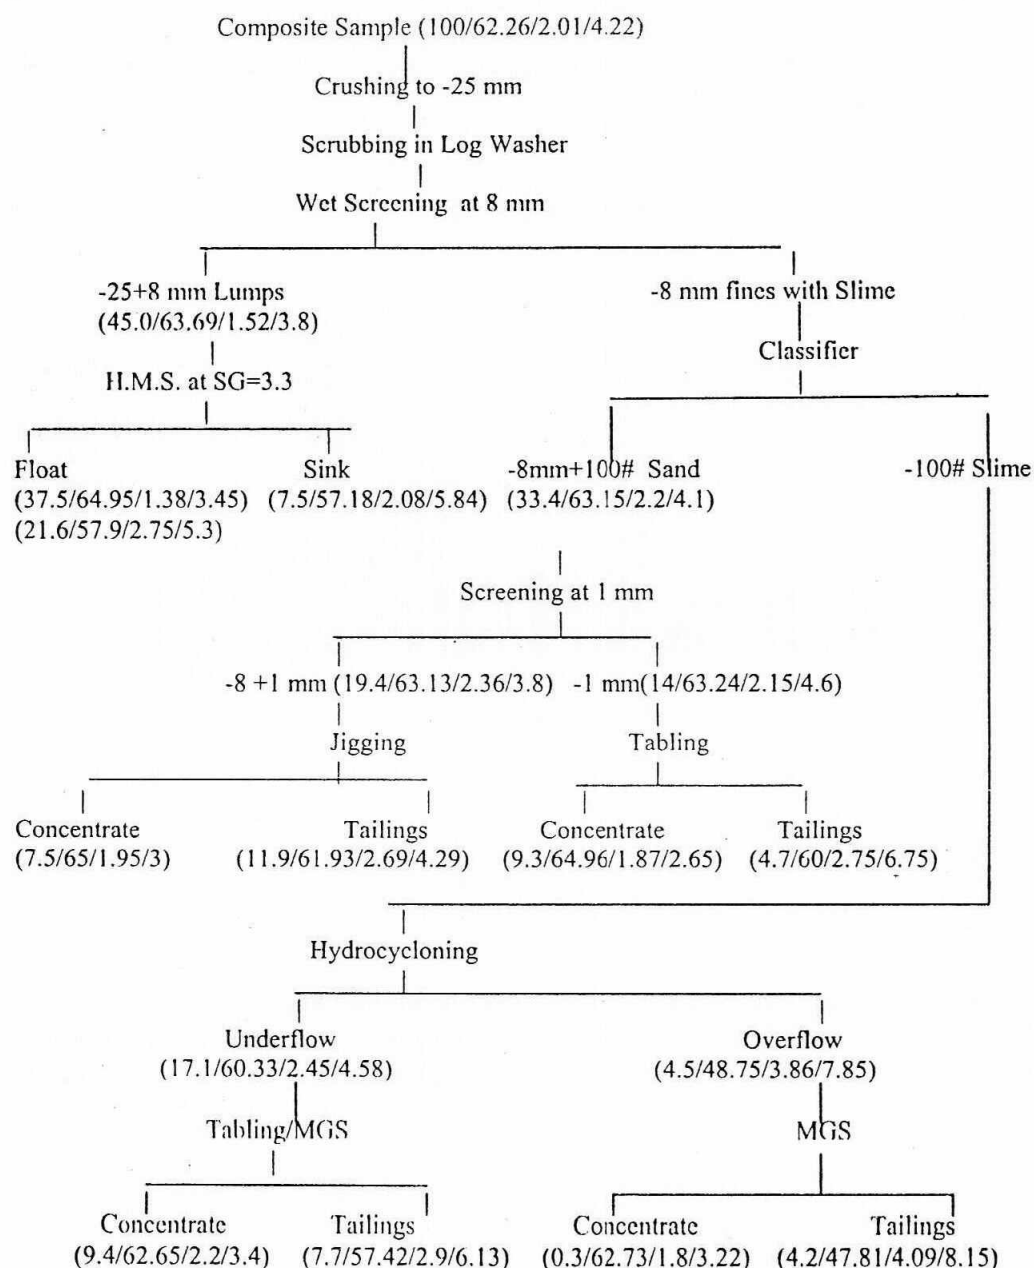 Composite Sample (100/62.26/2.01/4.22)
Crushing to -25 mm
Scrubbing in Log Washer
Wet Screening at 8 mm
-25+8 mm Lumps -8 mm fines with Slime
(45.0/63.69/1.52/3.8)
Classifier
H.M.S. at SG=3.3
Float Sink -8mm+100# Sand -100# Slime
(37.5/64.95/1.38/3.45) (7.5/57.18/2.08/5.84) (33.4/63.15/2.2/4.1)
(21.6/57.9/2.75/5.3)
Screening at 1 mm
-8 +1 mm (19.4/63.13/2.36/3.8) -1 mm(14/63.24/2.15/4.6)
Jigging Tabling
Concentrate Tailings Concentrate Tailings
(7.5/65/1.95/3) (11.9/61.93/2.69/4.29) (9.3/64.96/1.87/2.65) (4.7/60/2.75/6.75)
Hydrocycloning
Underflow Overflow
(17.1/60.33/2.45/4.58) (4.5/48.75/3.86/7.85)
Tabling/MGS MGS
Concentrate Tailings Concentrate Tailings
(9.4/62.65/2.2/3.4) (7.7/57.42/2.9/6.13) (0.3/62.73/1.8/3.22) (4.2/47.81/4.09/8.15)